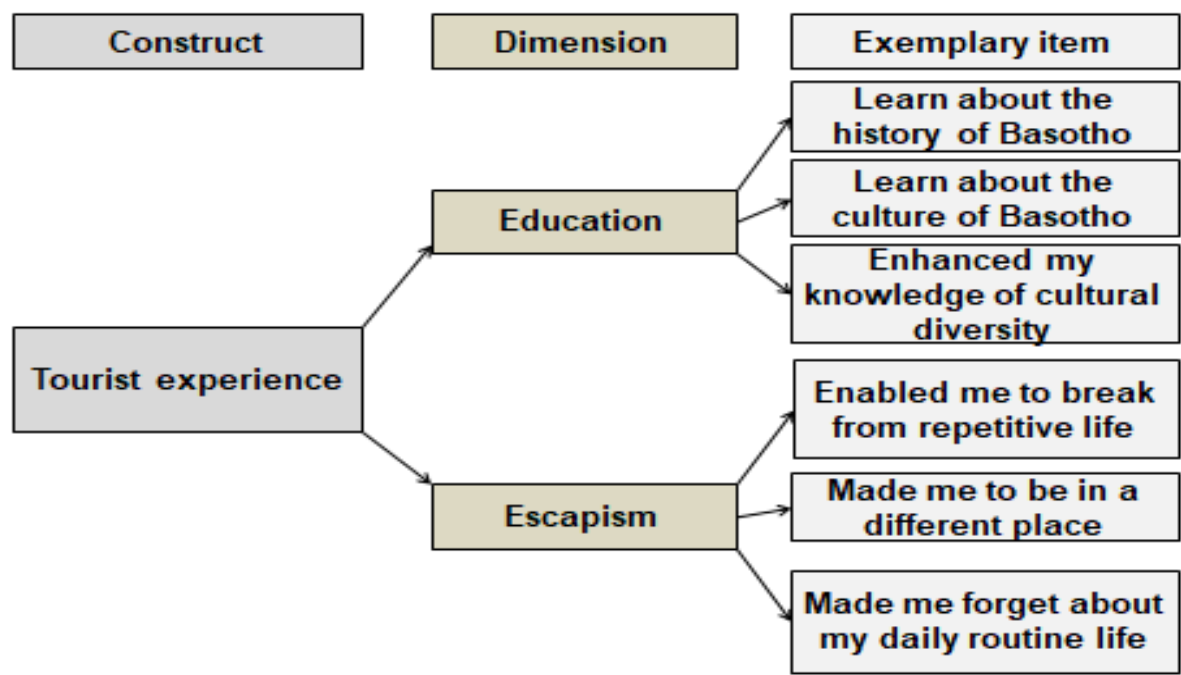 Construct
Dimension
Exemplary item
Learn about the
history of Basotho
Education
Learn about the
culture of Basotho
Enhanced my
knowledge of cultural
diversity
Tourist experience
Enabled me to break
from repetitive life
Escapism
Made me to be in a
different place
Made me forget about
my daily routine life